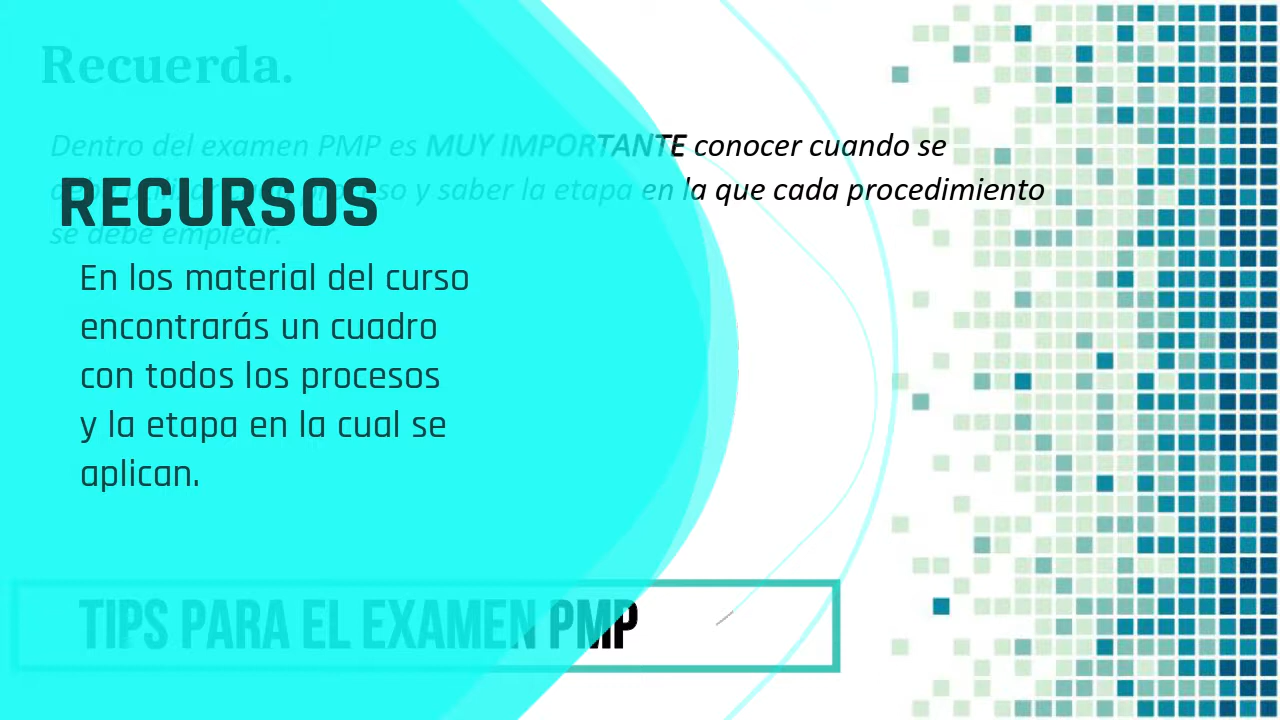 Recuerda.
Dentro del examen PMP es MUY IMPORTANTE conocer cuando se
so y saber la etapa en la que cada procedimiento
RECURSOS
se debe emplear.
En los material del curso
encontrarás un cuadro
con todos los procesos
y la etapa en la cual se
aplican.
TIPS PARA EL EXAMEN PMP